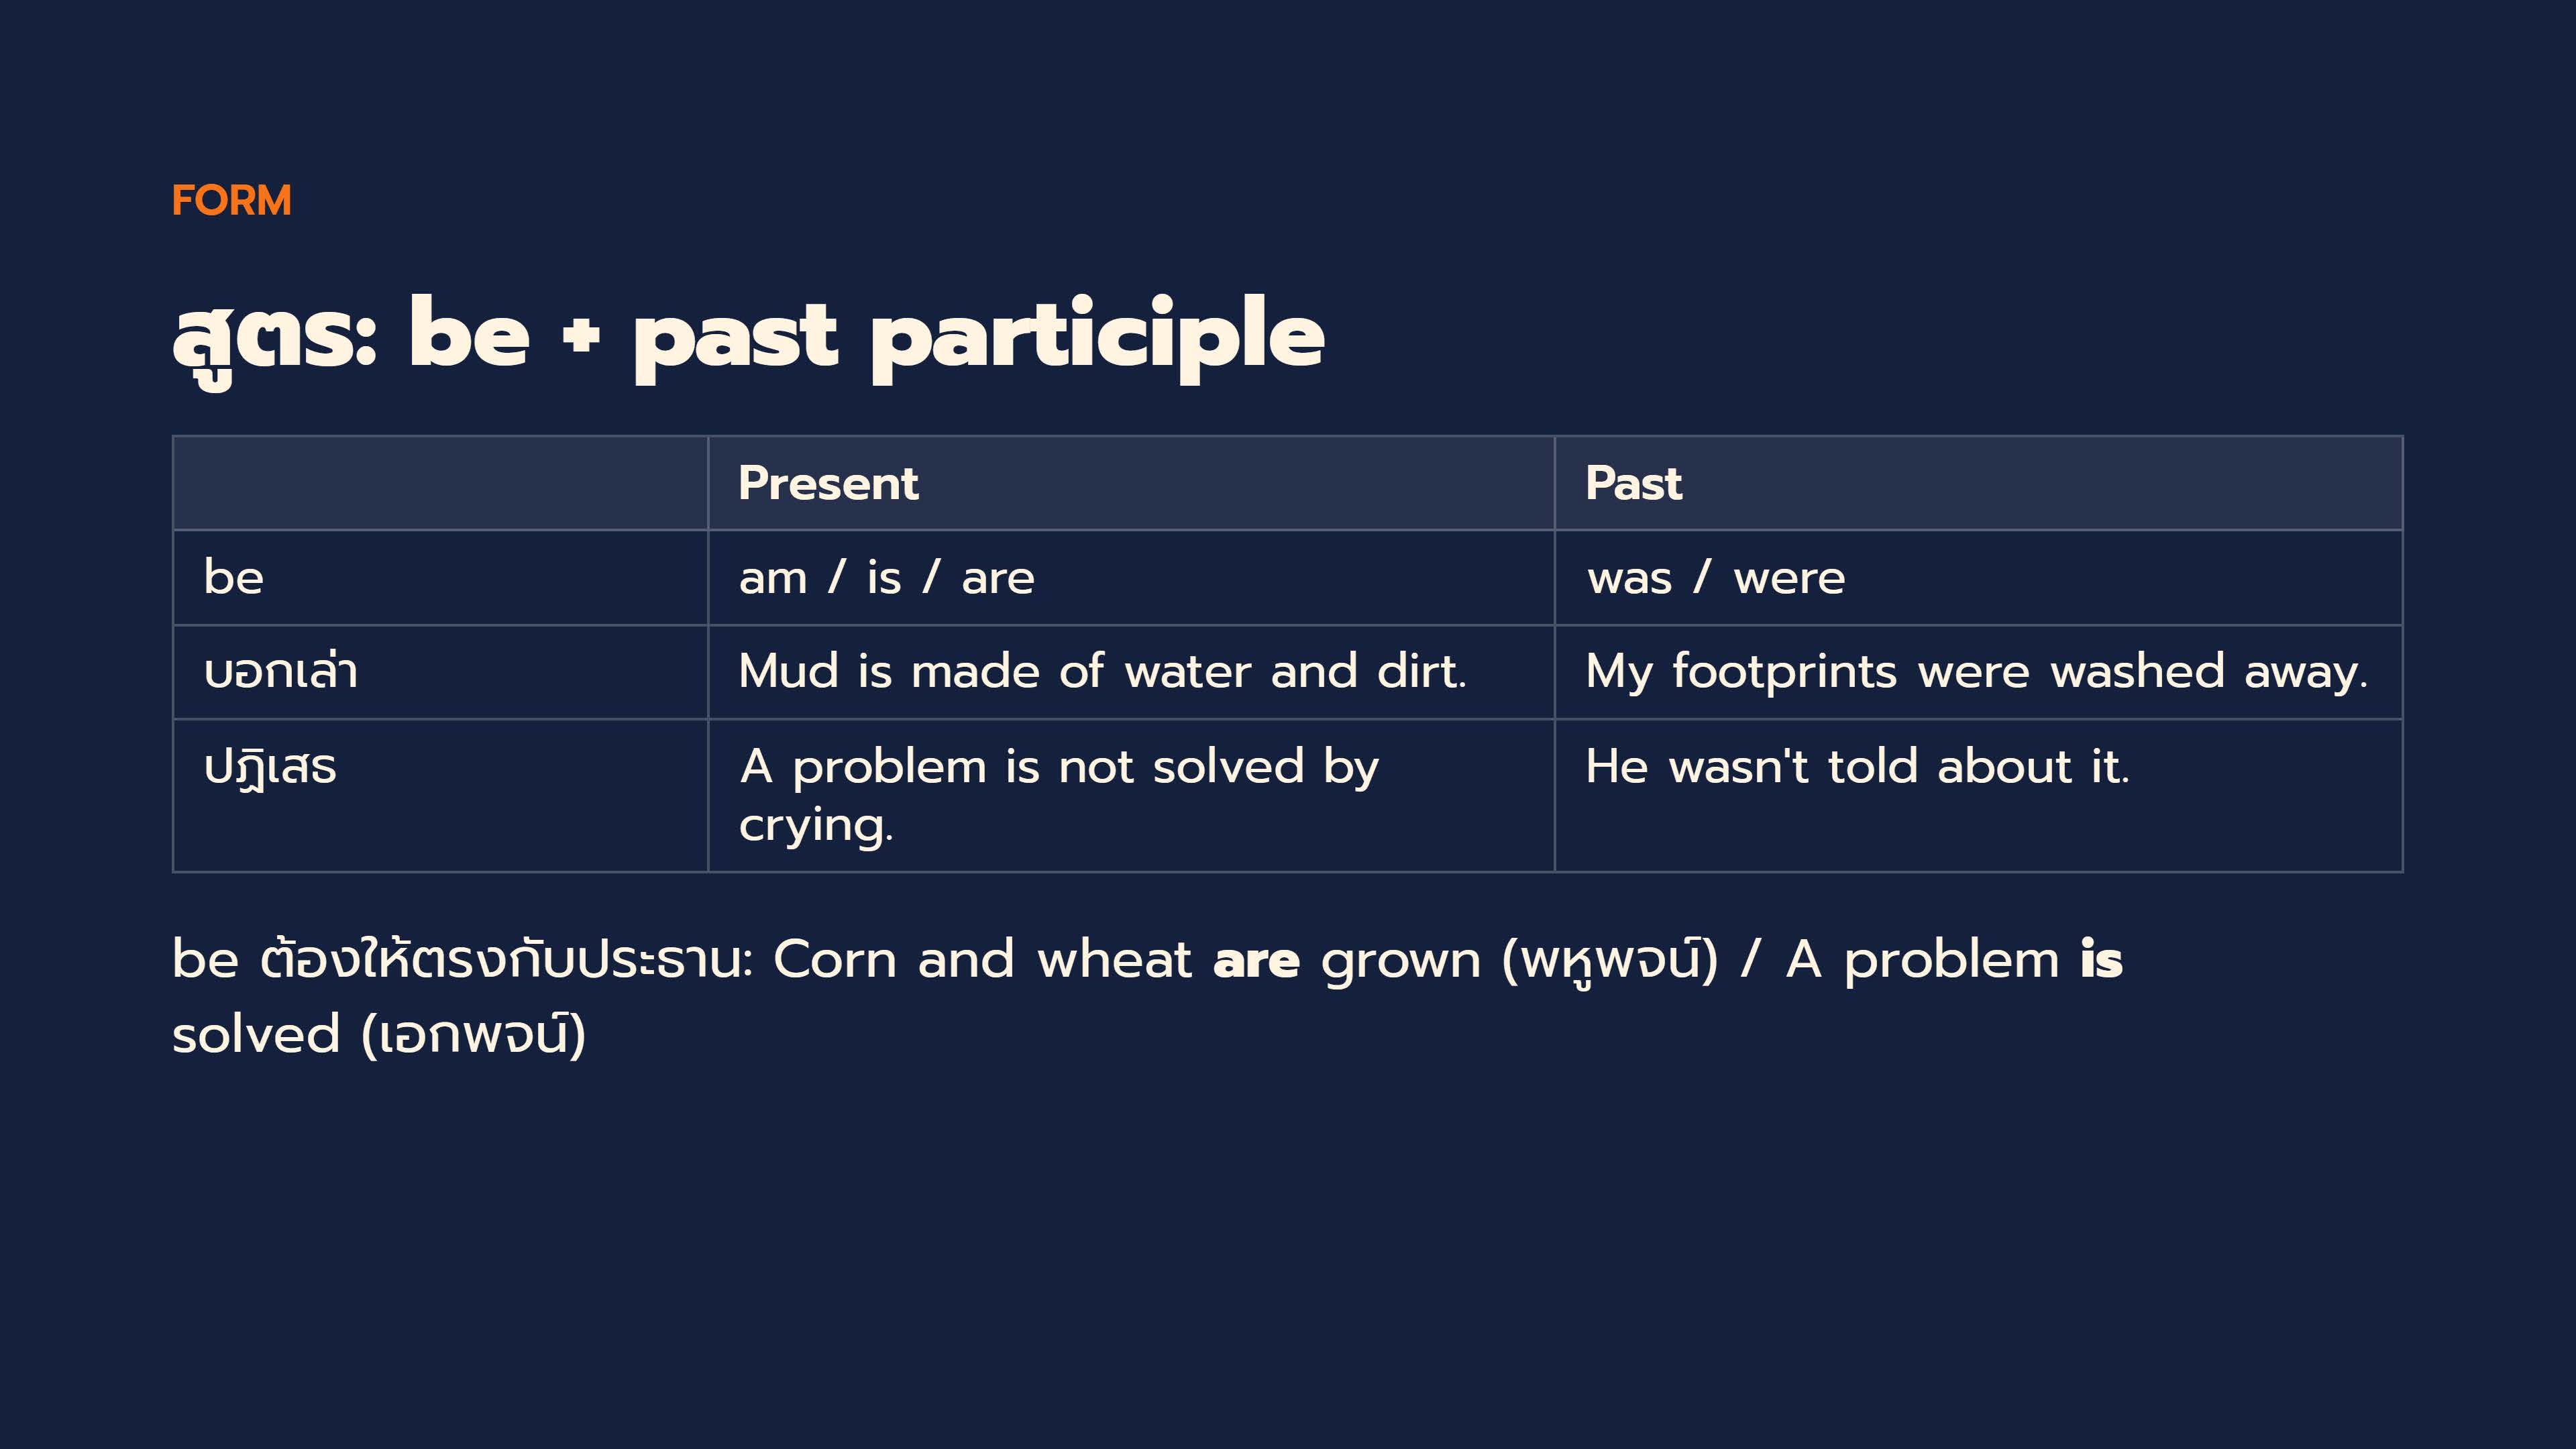 FORM
สูตร: be + past participle
Present Past
be am / is / are was / were
บอกเล่า Mud is made of water and dirt. My footprints were washed away.
ปฏิเสธ A problem is not solved by He wasn't told about it.
crying.
be ต้องให้ตรงกับประธาน: Corn and wheat are grown (พหูพจน์) / A problem is
solved (เอกพจน์)